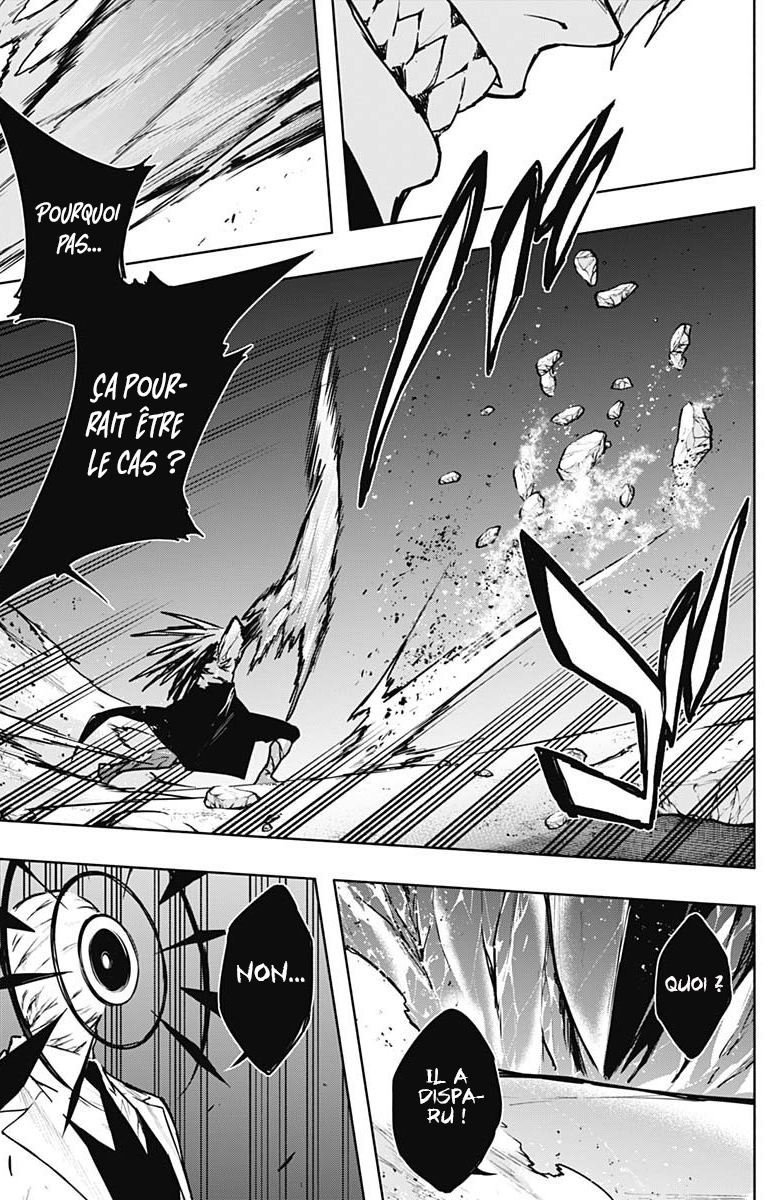 POURQUOI
PAS...
ÇA POUR-
RAIT ÊTRE
LE CAS ?
QUOI ?
IL A
DISPA-
RU !
NON...